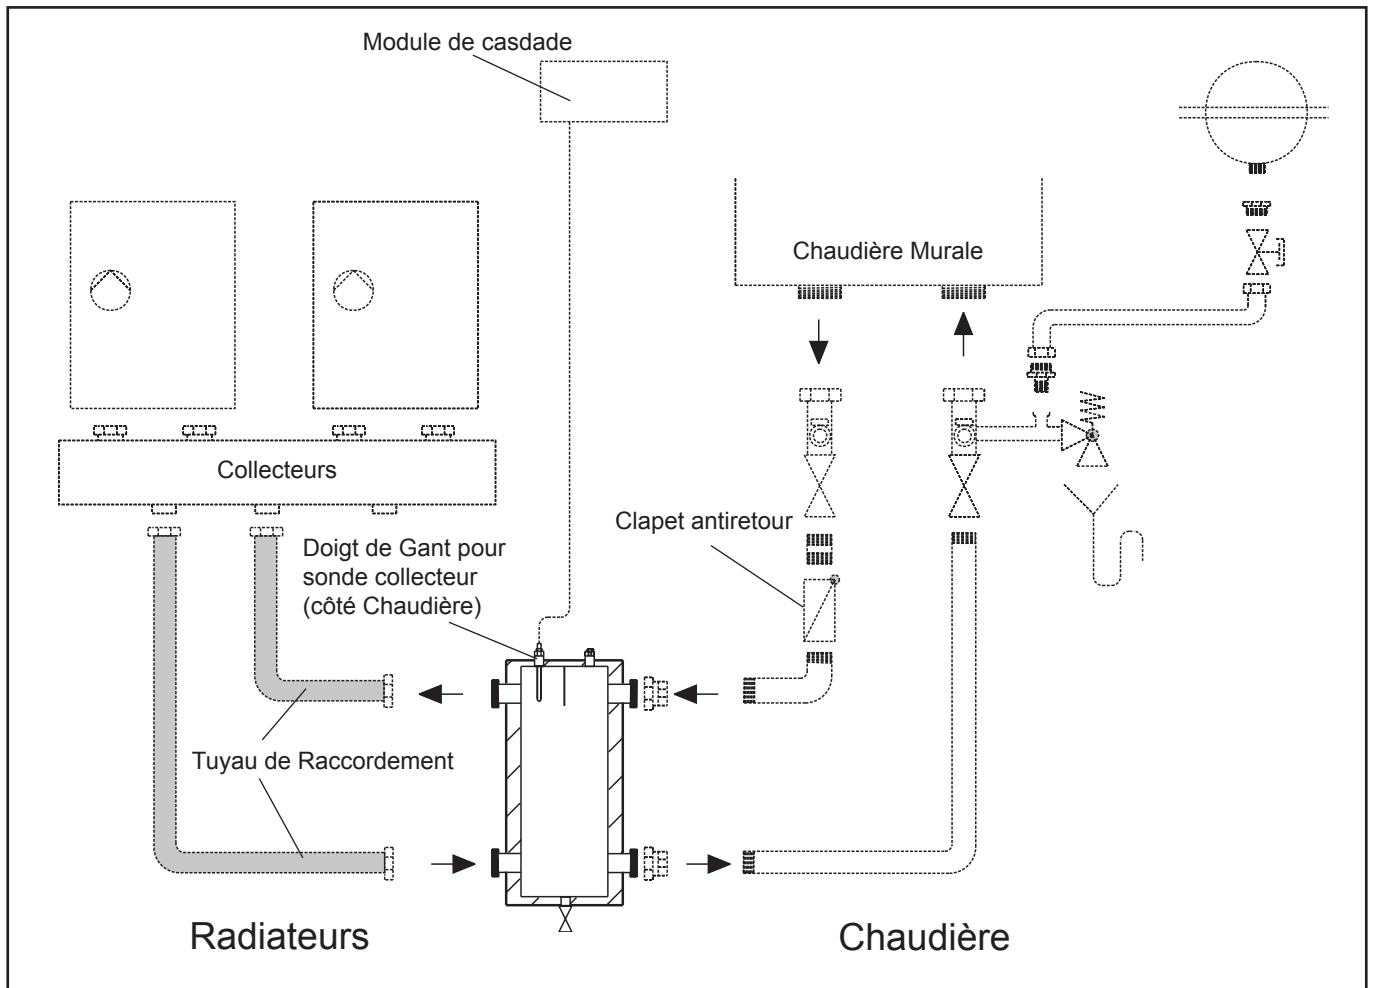 Module de casdade
Chaudière Murale
Collecteurs
Clapet antiretour
Doigt de Gant pour
sonde collecteur
(côté Chaudière)
Tuyau de Raccordement
Radiateurs
Chaudière